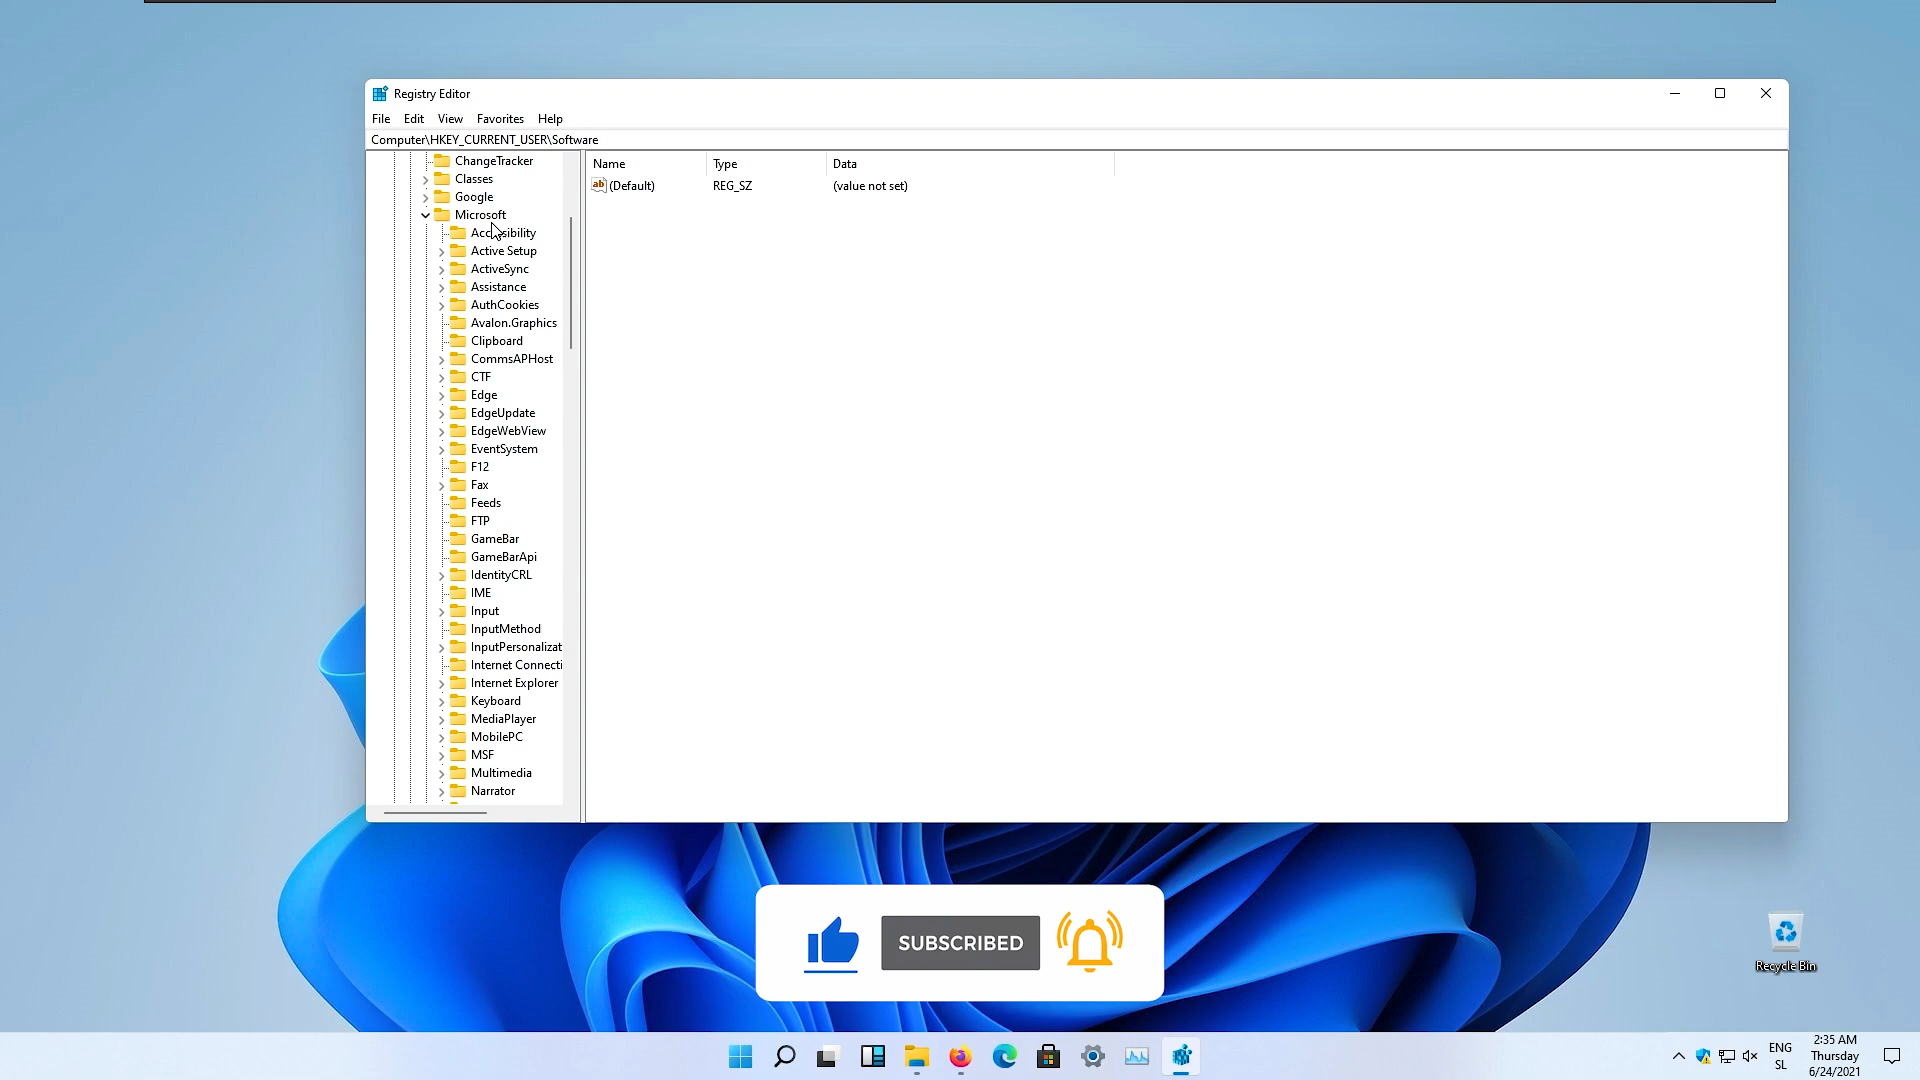 Registry Editor
File Edit View Favorites Help
Computer\HKEY_CURRENT_USER\Software
Name Type Data
(Default) REG_SZ (value not set)
ChangeTracker
Classes
Google
Microsoft
Accessibility
Active Setup
ActiveSync
Assistance
AuthCookies
Avalon.Graphics
Clipboard
CommsAPHost
CTF
Edge
EdgeUpdate
EdgeWebView
EventSystem
F12
Fax
Feeds
FTP
GameBar
GameBarApi
IdentityCRL
IME
Input
InputMethod
InputPersonalizat
Internet Connecti
Internet Explorer
Keyboard
MediaPlayer
MobilePC
MSF
Multimedia
Narrator
SUBSCRIBED
Recycle Bin
ENG
SL
2:35 AM
Thursday
6/24/2021